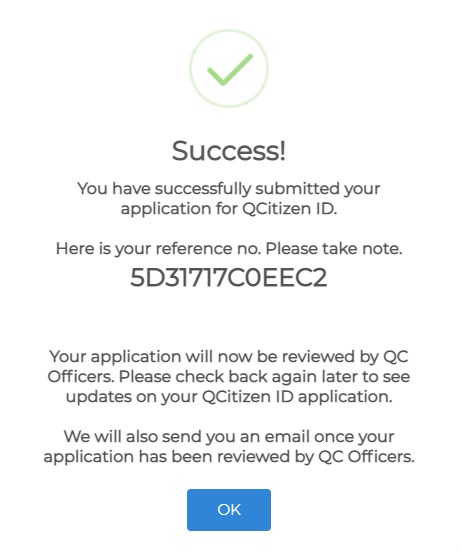 Success!
You have successfully submitted your
application for QCitizen ID.
Here is your reference no. Please take note.
5D31717C0EEC2
Your application will now be reviewed by QC
Officers. Please check back again later to see
updates on your QCitizen ID application.
We will also send you an email once your
application has been reviewed by QC Officers.
OK